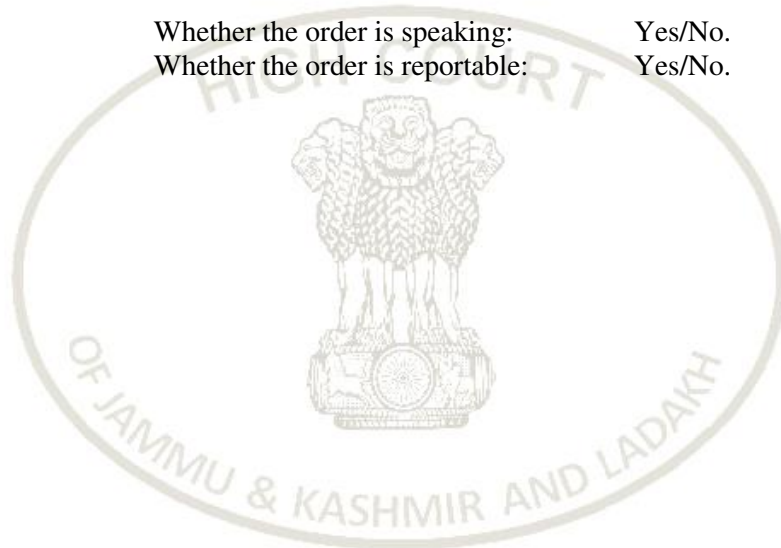 Whether the order is speaking: Yes/No.
Whether the order is reportable: Yes/No.
HIGH COURT
OF JAMMU & KASHMIR AND LADAKH